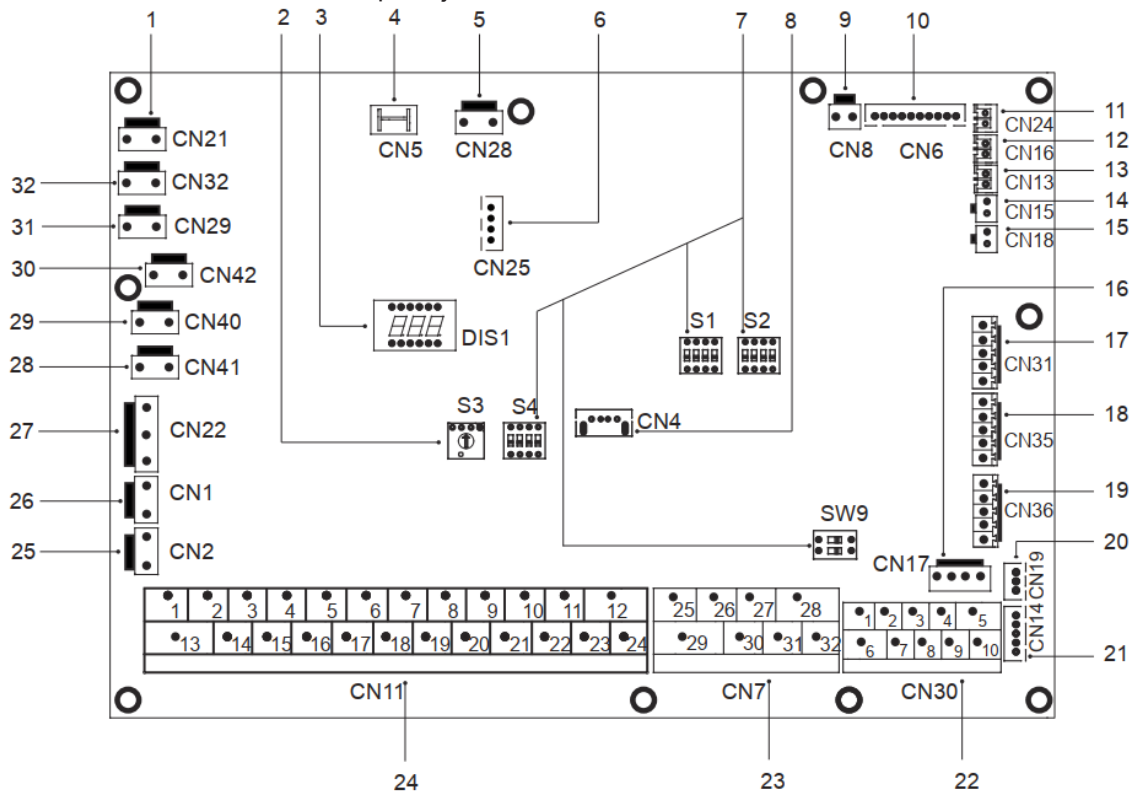 1 2 3 4 5 6 7 8 9 10
CN21 CN5 CN28 CN8 CN6 CN24 11
CN16 12
32 CN32 CN13 13
31 CN29 CN15 14
CN18 15
30 CN42 CN25
16
29 CN40 DIS1 S1 S2
CN31 17
28 CN41
S3 S4 CN4
27 CN22 CN35 18
26 CN1 CN36 19
SW9
25 CN2 CN17 CN19 20
1 2 3 4 5 6 7 8 9 10 11 12 25 26 27 28 1 2 3 4 5
13 14 15 16 17 18 19 20 21 22 23 24 29 30 31 32 6 7 8 9 10 CN14 21
CN11 CN7 CN30
24 23 22